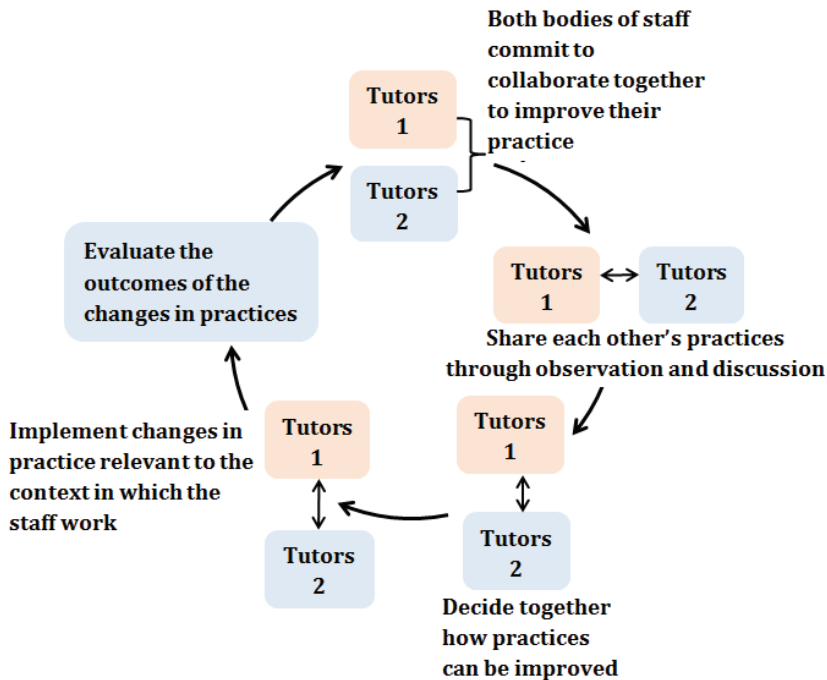 Both bodies of staff
commit to
collaborate together
to improve their
practice
Tutors
1
Tutors
2
Tutors
1
Tutors
2
Share each other's practices
through observation and discussion
Tutors
1
Tutors
2
Decide together
how practices
can be improved
Tutors
1
Tutors
2
Implement changes in
practice relevant to the
context in which the
staff work
Evaluate the
outcomes of the
changes in practices